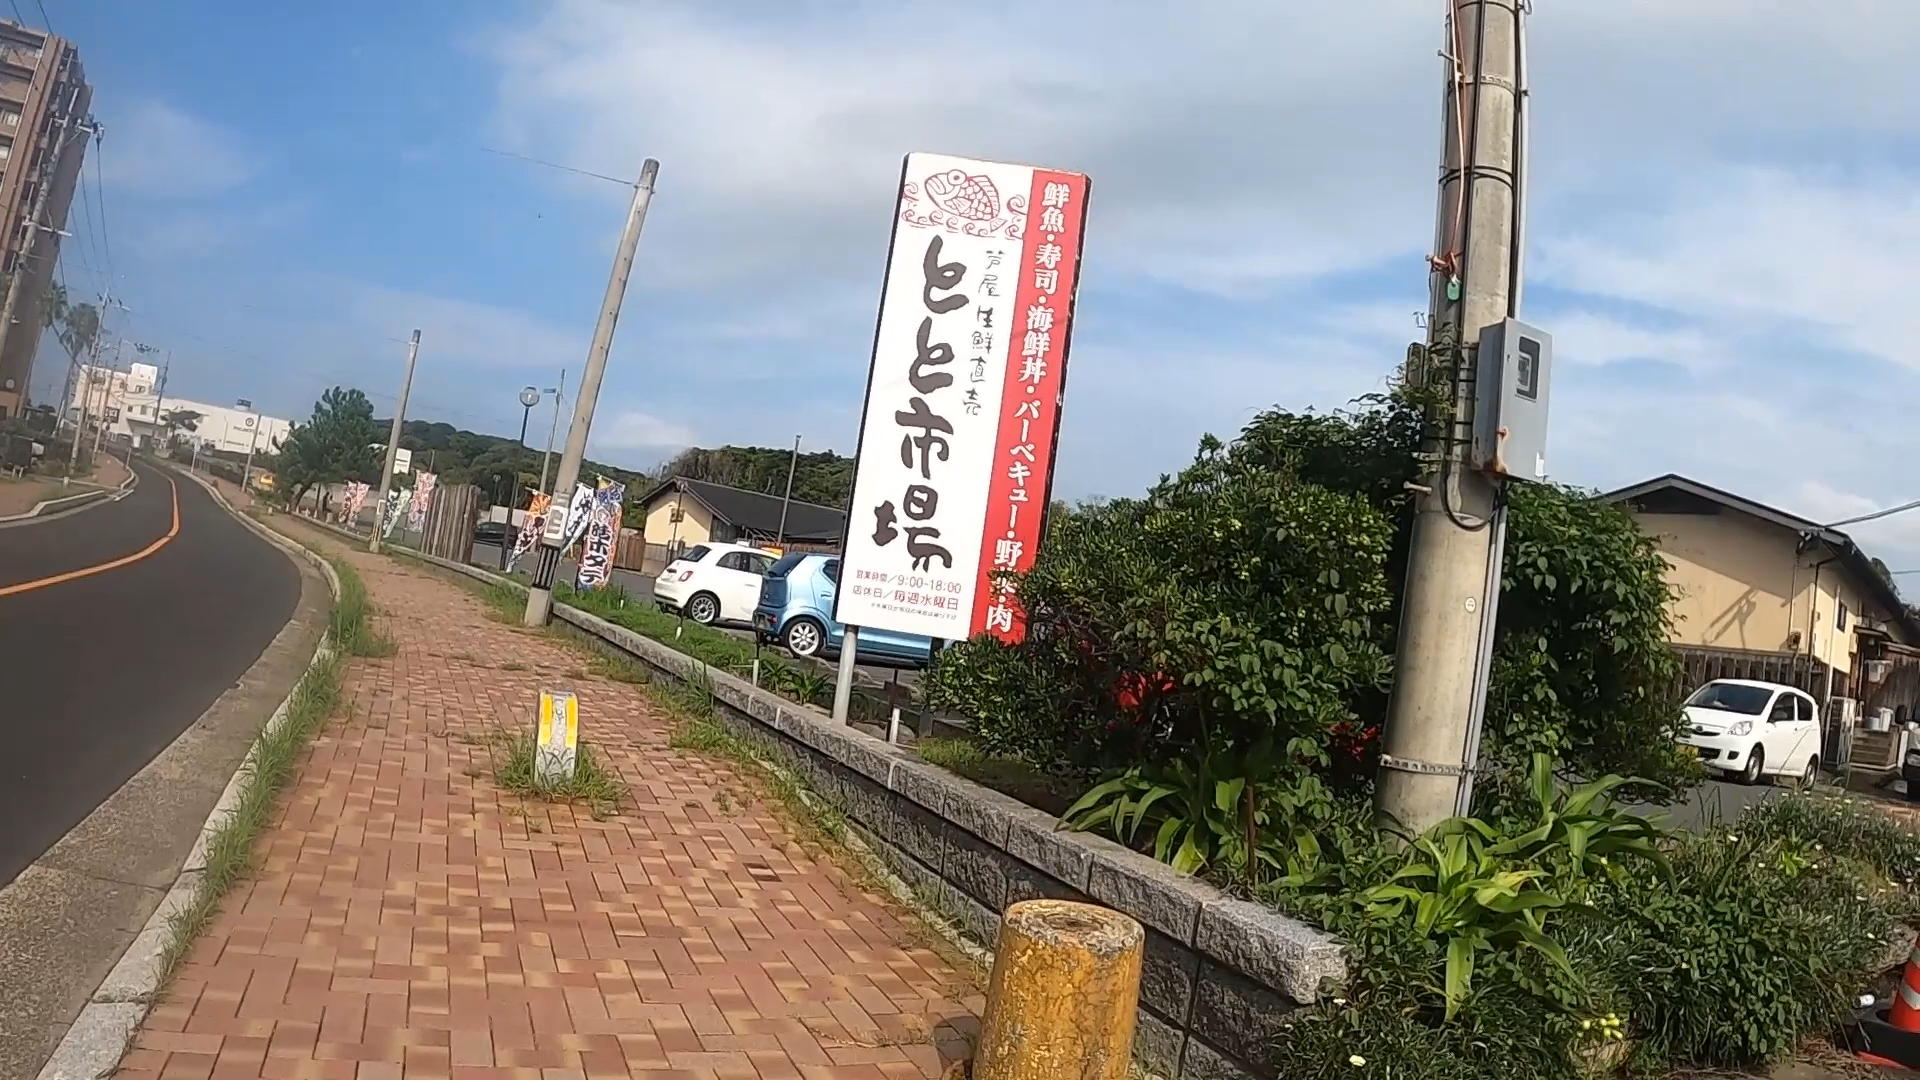 鮮魚・寿司・海鮮丼・バーベキュー・野菜・肉
芦屋 生鮮直売
とと市場
営業時間／9:00-18:00
店休日／毎週水曜日